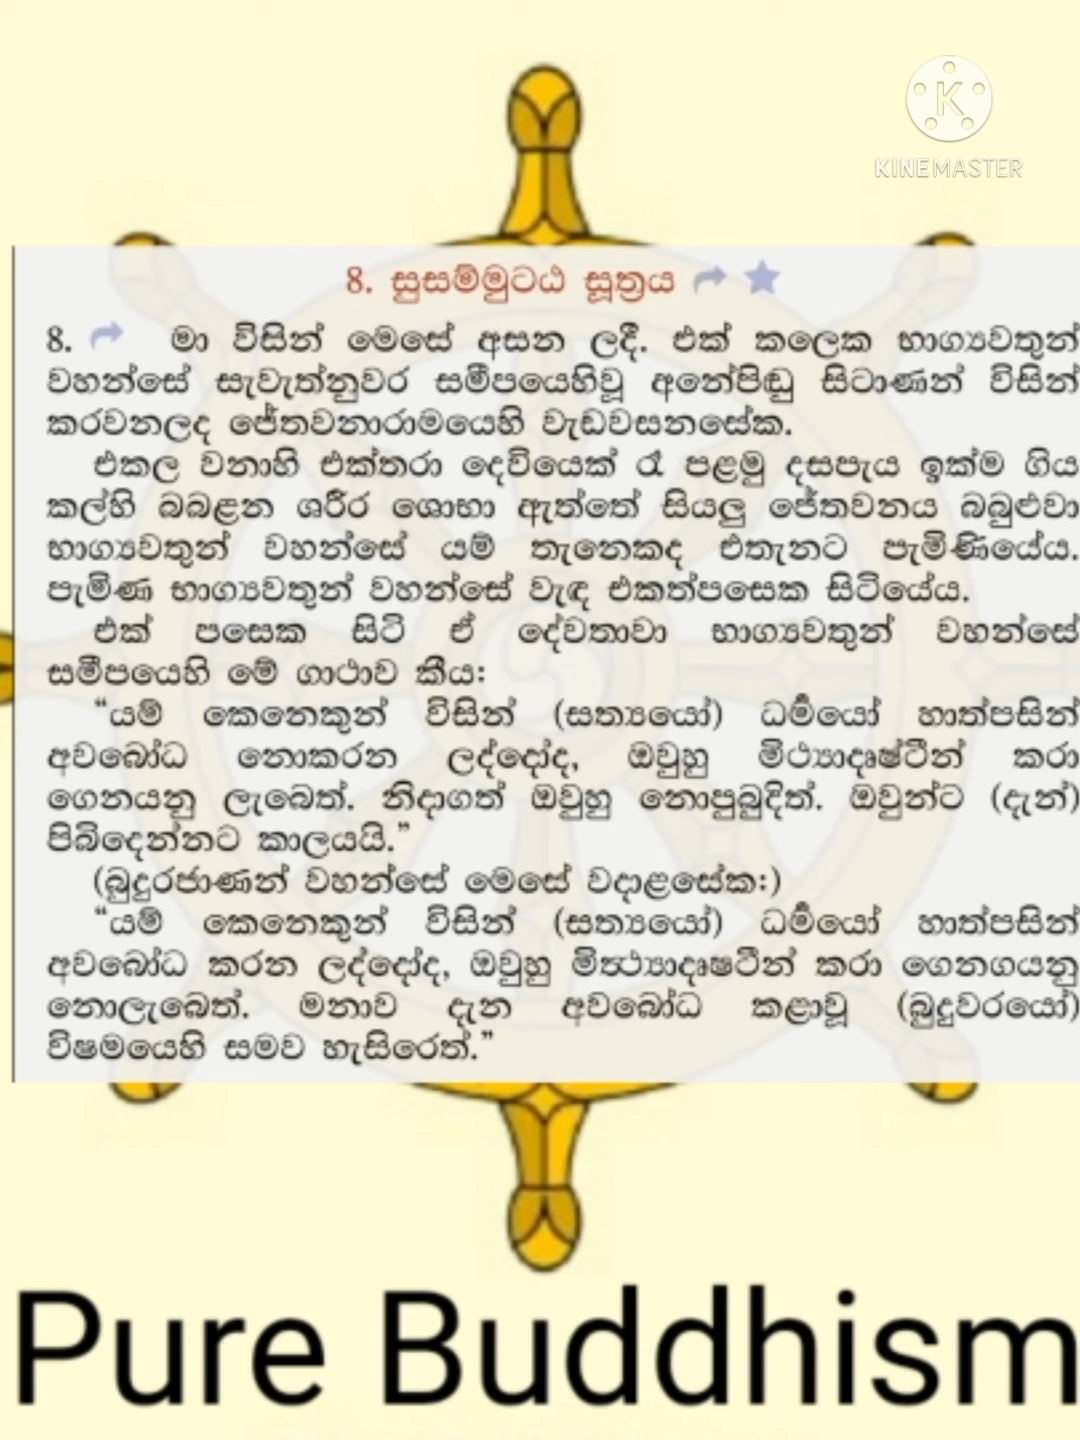 KINEMASTER
8. සුසම්මුට්ඨ සූත්‍රය
8. මා විසින් මෙසේ අසන ලදී. එක් කලෙක භාග්‍යවතුන්
වහන්සේ සැවැත්නුවර සමීපයෙහිවූ අනේපිඬු සිටාණන් විසින්
කරවනලද ජේතවනාරාමයෙහි වැඩවසනසේක.
එකල වනාහි එක්තරා දෙවියෙක් රෑ පළමු දසපැය ඉක්ම ගිය
කල්හි බබළන ශරීර ශොභා ඇත්තේ සියලු ජේතවනය බබුළුවා
භාග්‍යවතුන් වහන්සේ යම් තැනෙකද එතැනට පැමිණියේය.
පැමිණ භාග්‍යවතුන් වහන්සේ වැඳ එකත්පසෙක සිටියේය.
එක් පසෙක සිටි ඒ දේවතාවා භාග්‍යවතුන් වහන්සේ
සමීපයෙහි මේ ගාථාව කීය:
“යම් කෙනෙකුන් විසින් (සත්‍යයෝ) ධර්‍මයෝ හාත්පසින්
අවබෝධ නොකරන ලද්දෝද, ඔවුහු මිථ්‍යාදෘෂ්ටීන් කරා
ගෙනයනු ලැබෙත්. නිදාගත් ඔවුහු නොපුබුදිත්. ඔවුන්ට (දැන්)
පිබිදෙන්නට කාලයයි.”
(බුදුරජාණන් වහන්සේ මෙසේ වදාළසේක:)
“යම් කෙනෙකුන් විසින් (සත්‍යයෝ) ධර්‍මයෝ හාත්පසින්
අවබෝධ කරන ලද්දෝද, ඔවුහු මිත්‍ථ්‍යාදෘෂටීන් කරා ගෙනගයනු
නොලැබෙත්. මනාව දැන අවබෝධ කළාවූ (බුදුවරයෝ)
විෂමයෙහි සමව හැසිරෙත්.”
Pure Buddhism